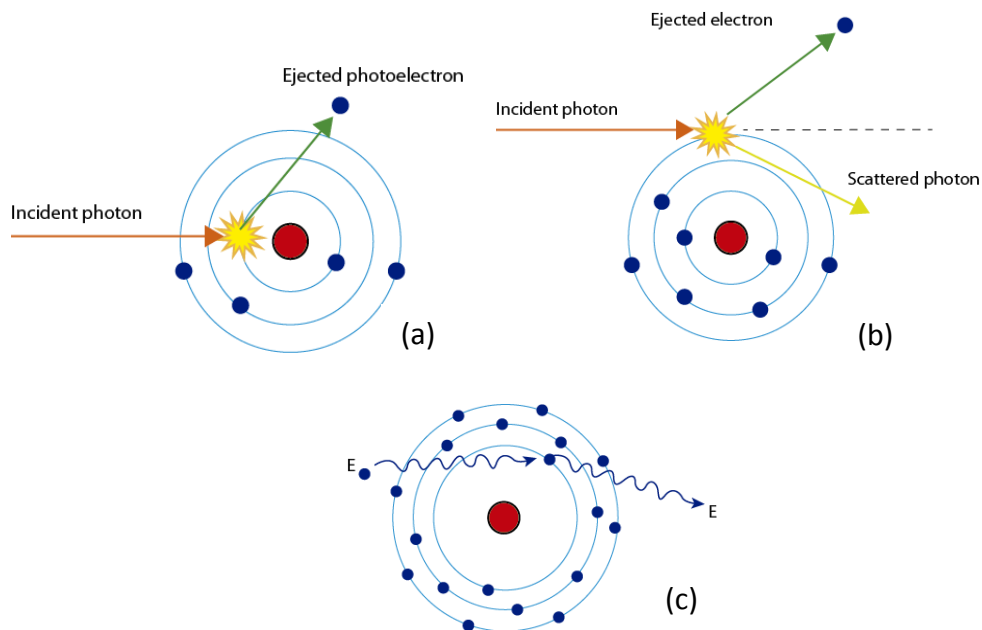 Ejected photoelectron
Incident photon
(a)
Ejected electron
Incident photon
Scattered photon
(b)
E
E
(c)